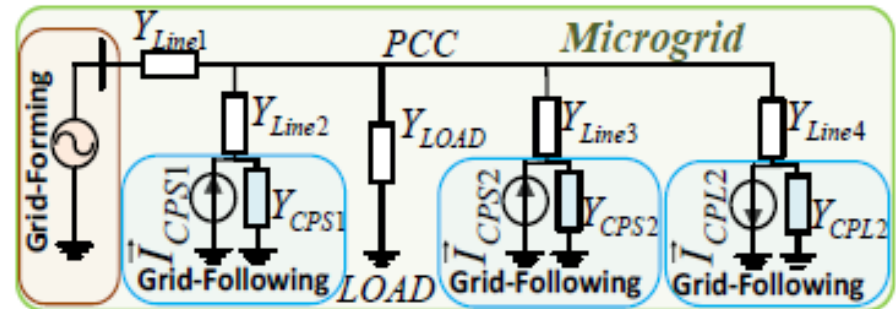 Y_Line1
PCC
Microgrid
Grid-Forming
Y_Line2
Y_LOAD
Y_Line3
Y_Line4
I_CPS1
Y_CPS1
I_CPS2
Y_CPS2
I_CPL2
Y_CPL2
Grid-Following
LOAD
Grid-Following
Grid-Following